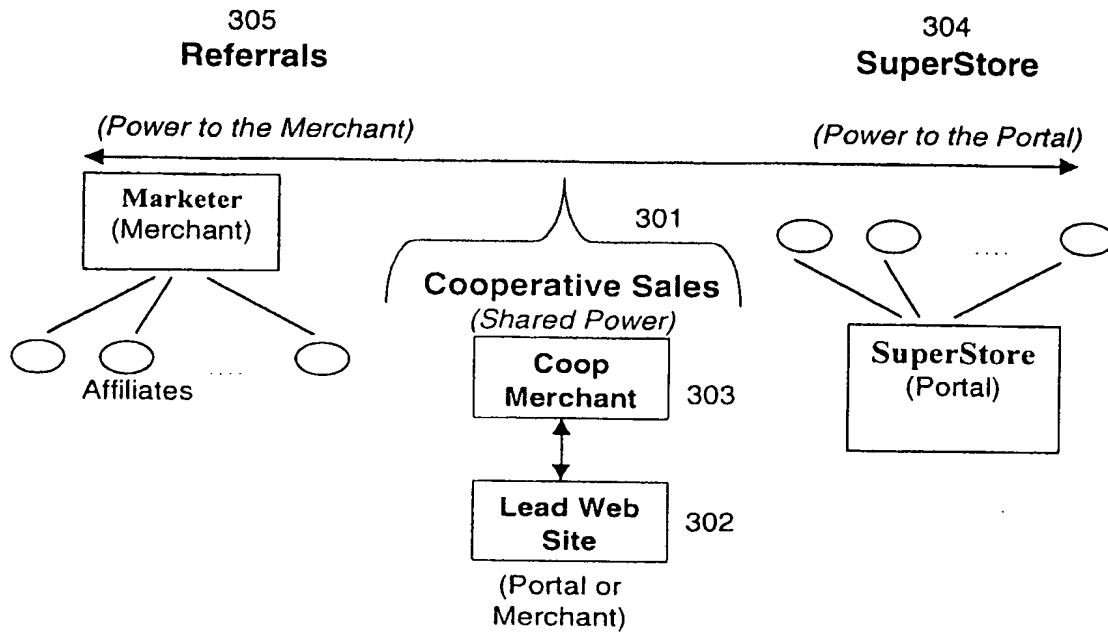 305
Referrals
304
SuperStore
(Power to the Merchant)
(Power to the Portal)
Marketer
(Merchant)
301
Cooperative Sales
(Shared Power)
....
....
SuperStore
(Portal)
Coop
Merchant
303
Affiliates
Lead Web
Site
302
(Portal or
Merchant)